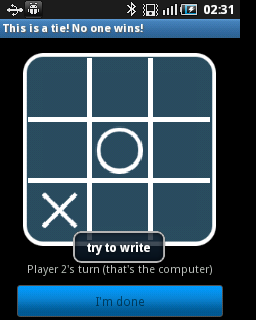 02:31
This is a tie! No one wins!
try to write
Player 2's turn (that's the computer)
I'm done